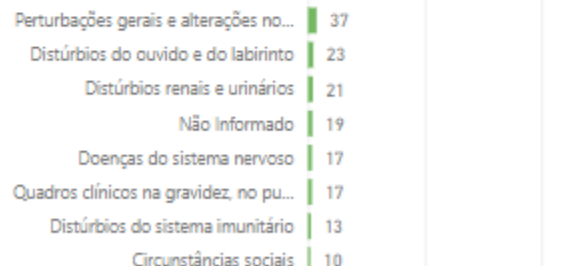 Perturbações gerais e alterações no... 37
Distúrbios do ouvido e do labirinto 23
Distúrbios renais e urinários 21
Não Informado 19
Doenças do sistema nervoso 17
Quadros clínicos na gravidez, no pu... 17
Distúrbios do sistema imunitário 13
Circunstâncias sociais 10